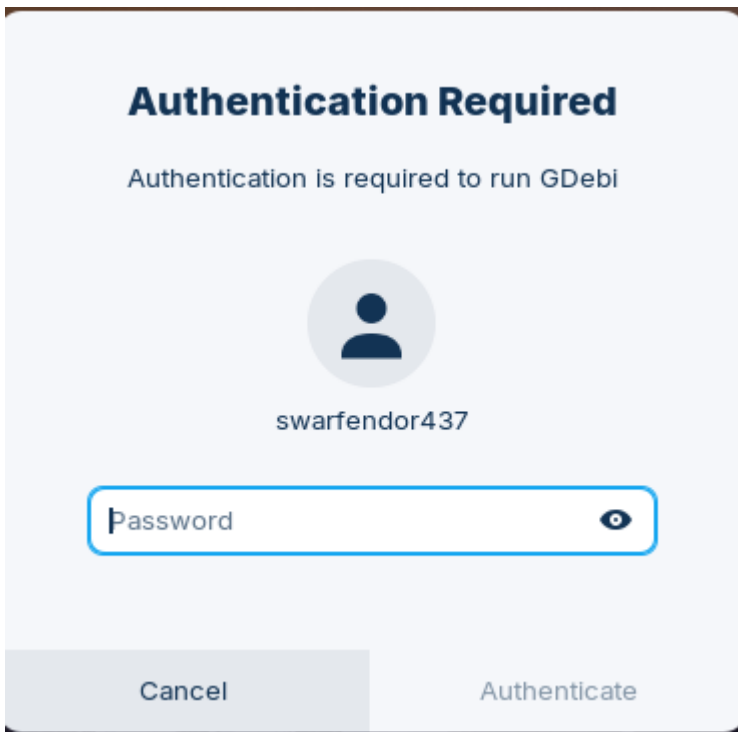 Authentication Required
Authentication is required to run GDebi
swarfendor437
Password
Cancel
Authenticate